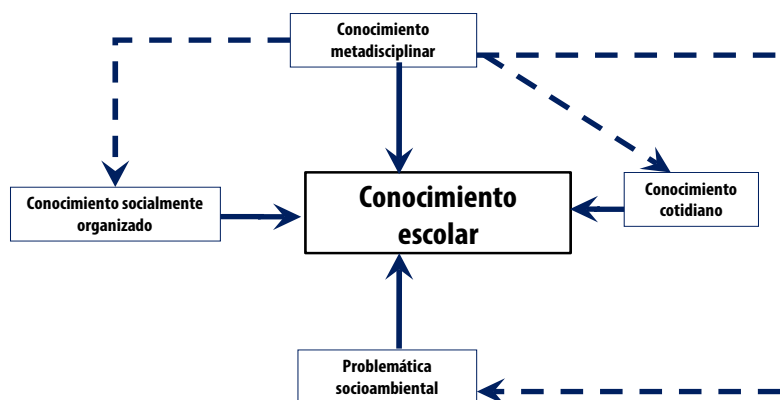 Conocimiento
metadisciplinar
Conocimiento socialmente
organizado
Conocimiento
escolar
Conocimiento
cotidiano
Problemática
socioambiental